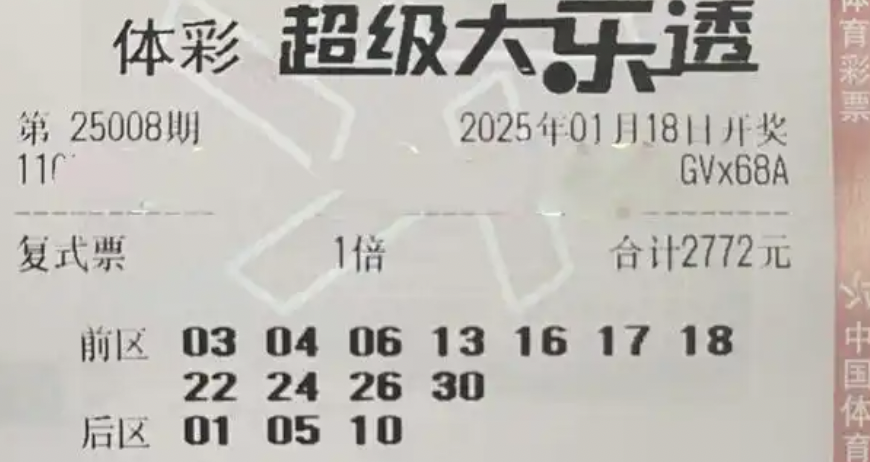 体彩 超级大乐透
第 25008期 2025年01月18日开奖
110 GVx68A
复式票 1倍 合计2772元
前区 03 04 06 13 16 17 18
22 24 26 30
后区 01 05 10
体育彩票
中国体育